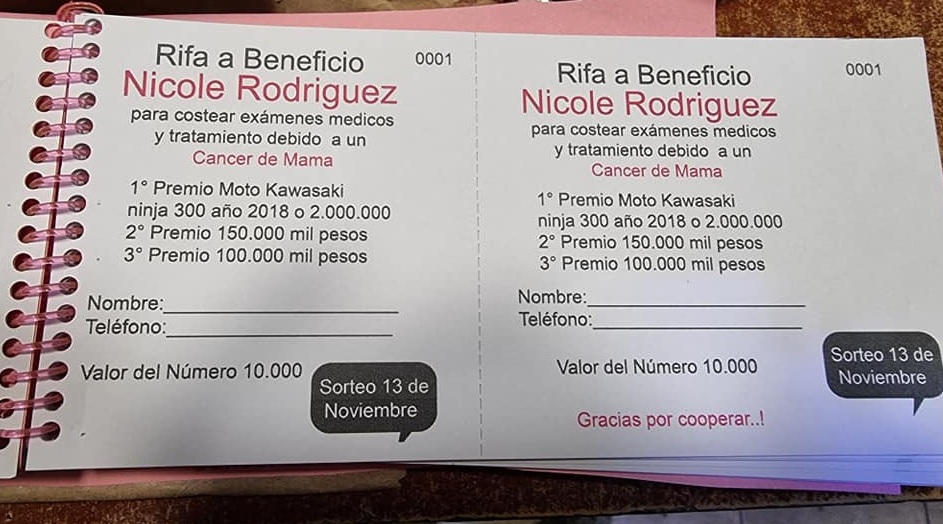 Rifa a Beneficio
0001
Nicole Rodriguez
para costear exámenes medicos
y tratamiento debido a un
Cancer de Mama
1° Premio Moto Kawasaki
ninja 300 año 2018 o 2.000.000
2° Premio 150.000 mil pesos
3° Premio 100.000 mil pesos
Nombre:
Teléfono:
Valor del Número 10.000
Sorteo 13 de
Noviembre
Rifa a Beneficio
0001
Nicole Rodriguez
para costear exámenes medicos
y tratamiento debido a un
Cancer de Mama
1° Premio Moto Kawasaki
ninja 300 año 2018 o 2.000.000
2° Premio 150.000 mil pesos
3° Premio 100.000 mil pesos
Nombre:
Teléfono:
Valor del Número 10.000
Sorteo 13 de
Noviembre
Gracias por cooperar..!